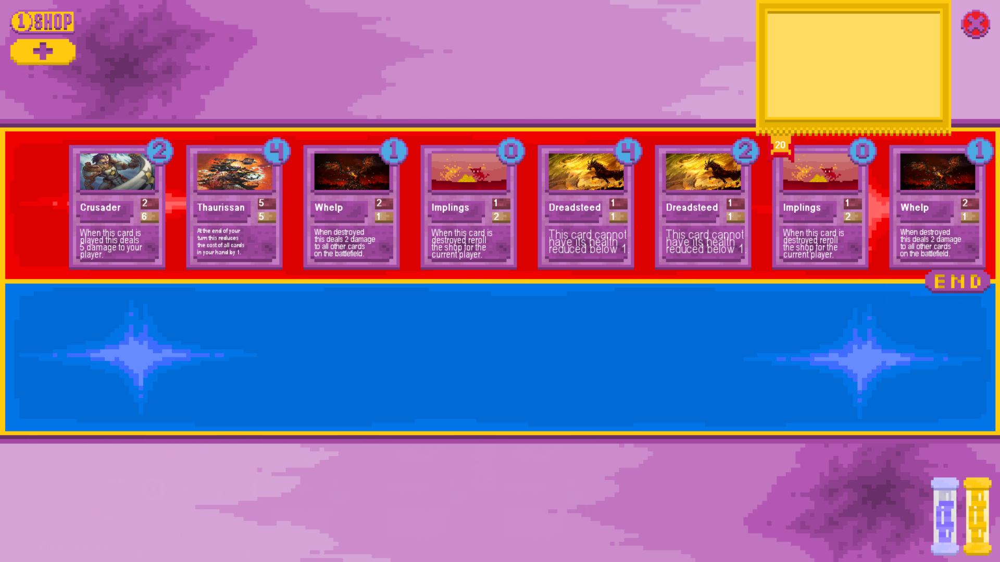 1 SHOP
+
20
2
Crusader
2
6
When this card is
played this deals
5 damage to your
player.
4
Thaurissan
5
5
At the end of your
turn this reduces
the cost of all cards
in your hand by 1.
1
Whelp
2
1
When destroyed
this deals 2 damage
to all other cards
on the battlefield.
0
Implings
1
2
When this card is
destroyed reroll
the shop for the
current player.
4
Dreadsteed
1
1
This card cannot
have its health
reduced below 1.
2
Dreadsteed
1
1
This card cannot
have its health
reduced below 1.
0
Implings
1
2
When this card is
destroyed reroll
the shop for the
current player.
1
Whelp
2
1
When destroyed
this deals 2 damage
to all other cards
on the battlefield.
END